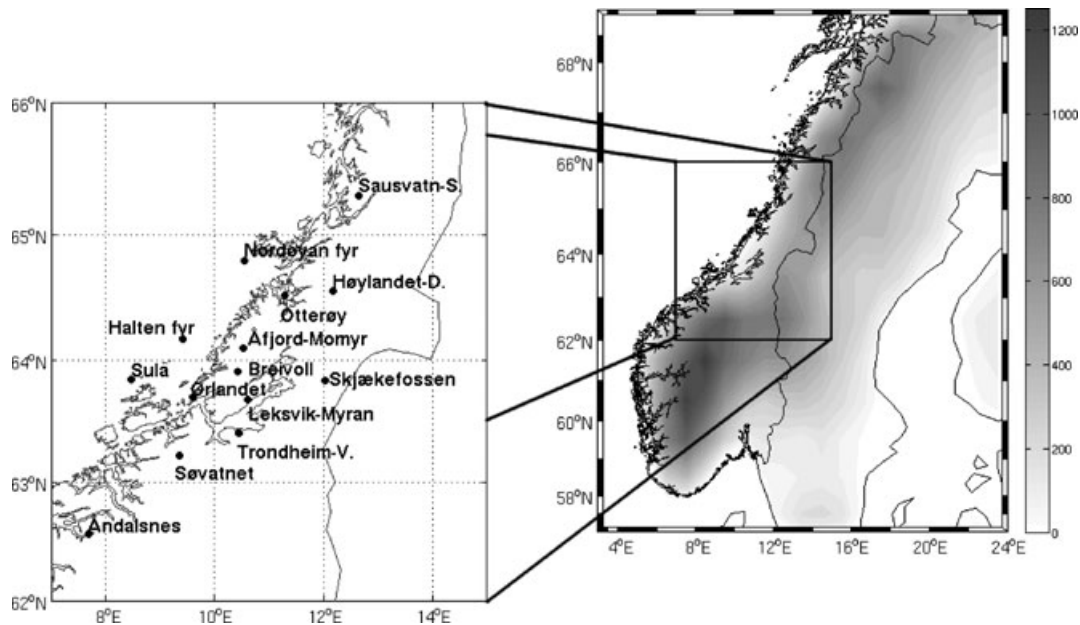 66°N
65°N
64°N
63°N
62°N
8°E
10°E
12°E
14°E
Sausvatn-S.
Nordøyan fyr
Høylandet-D.
Otterøy
Halten fyr
Åfjord-Momyr
Sula
Breivoll
Skjækefossen
Ørlandet
Leksvik-Myran
Trondheim-V.
Søvatnet
Åndalsnes
68°N
66°N
64°N
62°N
60°N
58°N
4°E
8°E
12°E
16°E
20°E
24°E
1200
1000
800
600
400
200
0